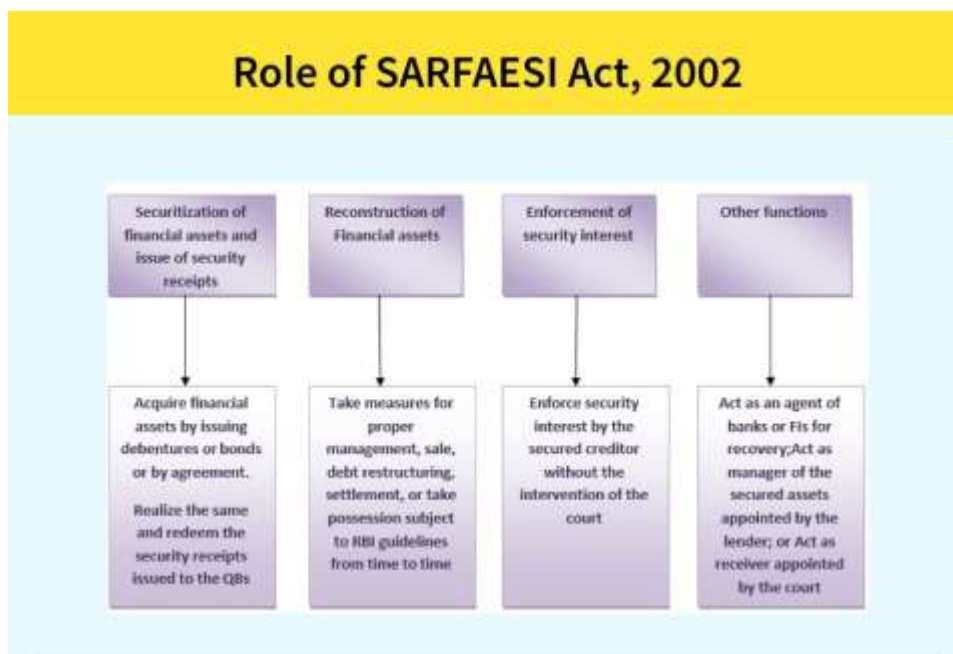 Role of SARFAESI Act, 2002
Securitization of
financial assets and
issue of security
receipts
Reconstruction of
Financial assets
Enforcement of
security interest
Other functions
Acquire financial
assets by issuing
debentures or bonds
or by agreement.
Realize the same
and redeem the
security receipts
issued to the QBs
Take measures for
proper
management, sale,
debt restructuring,
settlement, or take
possession subject
to RBI guidelines
from time to time
Enforce security
interest by the
secured creditor
without the
intervention of the
court
Act as an agent of
banks or FIs for
recovery;Act as
manager of the
secured assets
appointed by the
lender; or Act as
receiver appointed
by the court